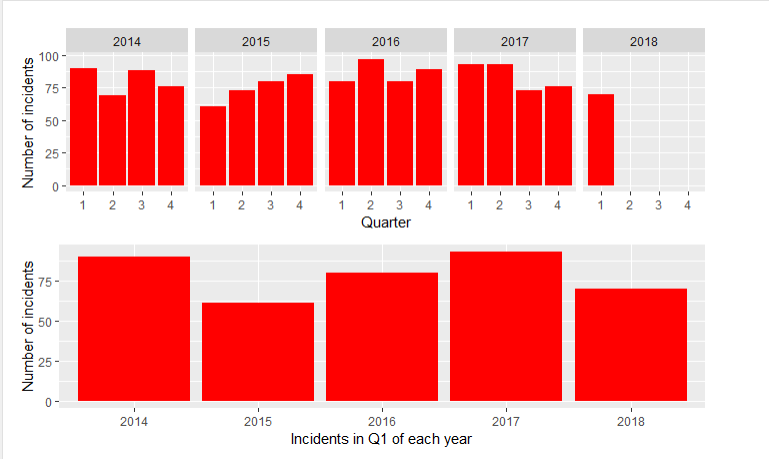 2014 2015 2016 2017 2018
Number of incidents
100
75
50
25
0
1 2 3 4 1 2 3 4 1 2 3 4 1 2 3 4 1 2 3 4
Quarter
Number of incidents
75
50
25
0
2014 2015 2016 2017 2018
Incidents in Q1 of each year